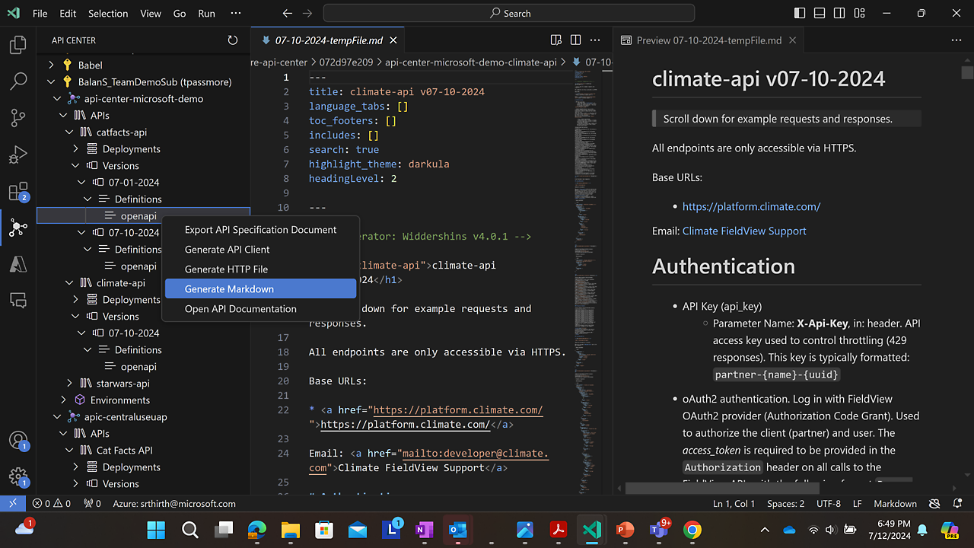 File Edit Selection View Go Run ··· Search
API CENTER
Babel
BalanS_TeamDemoSub (tpassmore)
api-center-microsoft-demo
APIs
catfacts-api
Deployments
Versions
07-01-2024
Definitions
openapi
07-10-2024
Definitions
openapi
climate-api
Deployments
Versions
07-10-2024
Definitions
openapi
starwars-api
Environments
apic-centraluseuap
APIs
Cat Facts API
Deployments
Versions
Export API Specification Document
Generate API Client
Generate HTTP File
Generate Markdown
Open API Documentation
07-10-2024-tempFile.md
re-api-center > 072d97e209 > api-center-microsoft-demo-climate-api > 07-10
1 ---
2 title: climate-api v07-10-2024
3 language_tabs: []
4 toc_footers: []
5 includes: []
6 search: true
7 highlight_theme: darkula
8 headingLevel: 2
9
10 ---
erator: Widdershins v4.0.1 -->
limate-api">climate-api
024</h1>
down for example requests and
responses.
17
18 All endpoints are only accessible via HTTPS.
19
20 Base URLs:
21
22 * <a href="https://platform.climate.com/
">https://platform.climate.com/</a>
23
24 Email: <a href="mailto:developer@climate.
com">Climate FieldView Support</a>
25
Preview 07-10-2024-tempFile.md
climate-api v07-10-2024
Scroll down for example requests and responses.
All endpoints are only accessible via HTTPS.
Base URLs:
• https://platform.climate.com/
Email: Climate FieldView Support
Authentication
• API Key (api_key)
○ Parameter Name: X-Api-Key, in: header. API
access key used to control throttling (429
responses). This key is typically formatted:
partner-{name}-{uuid}
• oAuth2 authentication. Log in with FieldView
OAuth2 provider (Authorization Code Grant). Used
to authorize the client (partner) and user. The
access_token is required to be provided in the
Authorization header on all calls to the
2
1
1
0 0 0 Azure: srthirth@microsoft.com Ln 1, Col 1 Spaces: 2 UTF-8 LF Markdown
1 1 9+ 6:49 PM
7/12/2024
PRE